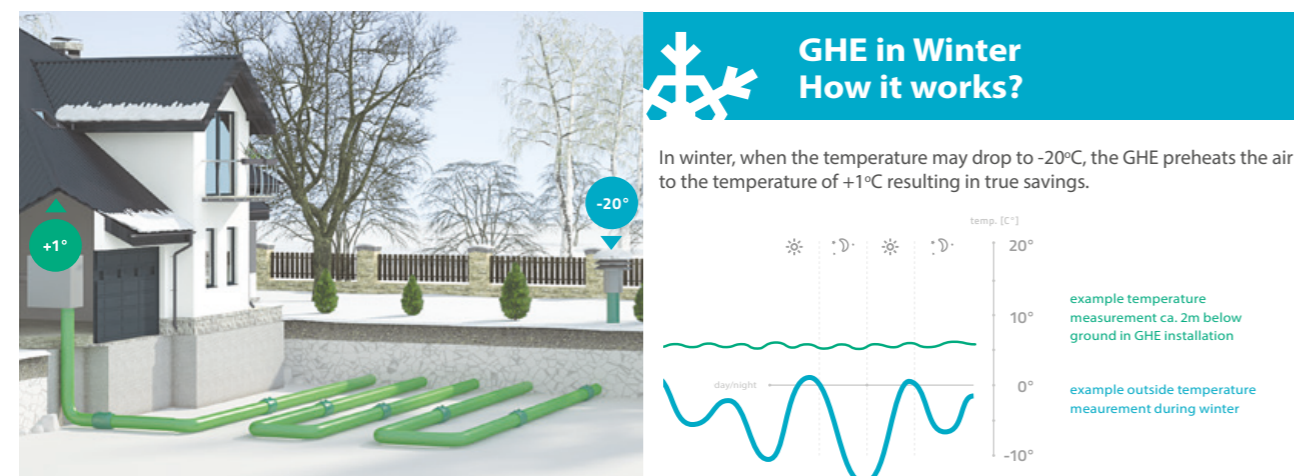 GHE in Winter
How it works?
In winter, when the temperature may drop to -20°C, the GHE preheats the air
to the temperature of +1°C resulting in true savings.
-20°
+1°
temp. [C°]
20°
10°
0°
-10°
day/night
example temperature
measurement ca. 2m below
ground in GHE installation
example outside temperature
meaurement during winter